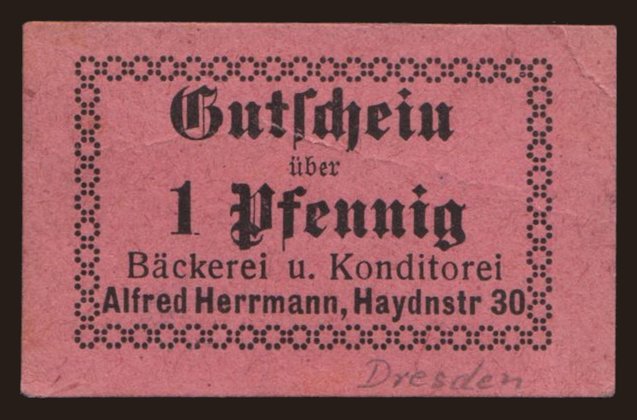 Gutschein
über
1 Pfennig
Bäckerei u. Konditorei
Alfred Herrmann, Haydnstr 30
Dresden